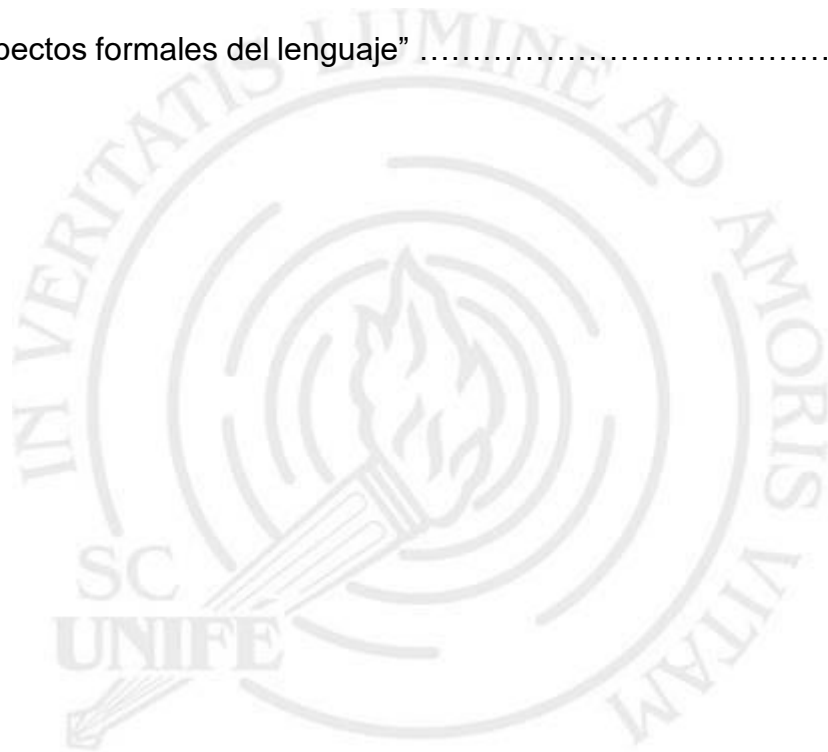 pectos formales del lenguaje” …………………………………
IN VERITATIS LUMINE AD AMORIS VITAM
SC
UNIFE